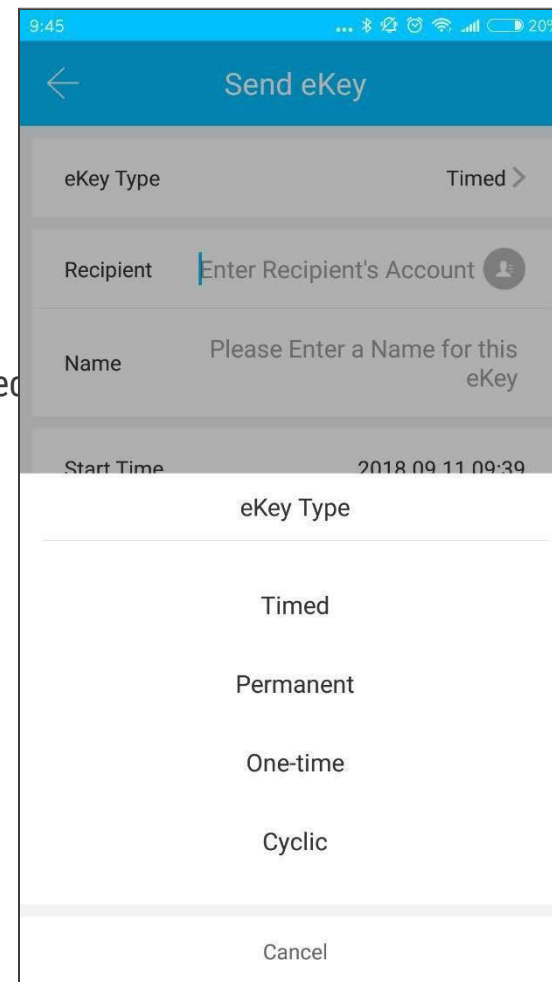 9:45 ... 20%
Send eKey
eKey Type Timed >
Recipient Enter Recipient's Account
Name Please Enter a Name for this
eKey
Start Time 2018.09.11 09:39
eKey Type
Timed
Permanent
One-time
Cyclic
Cancel